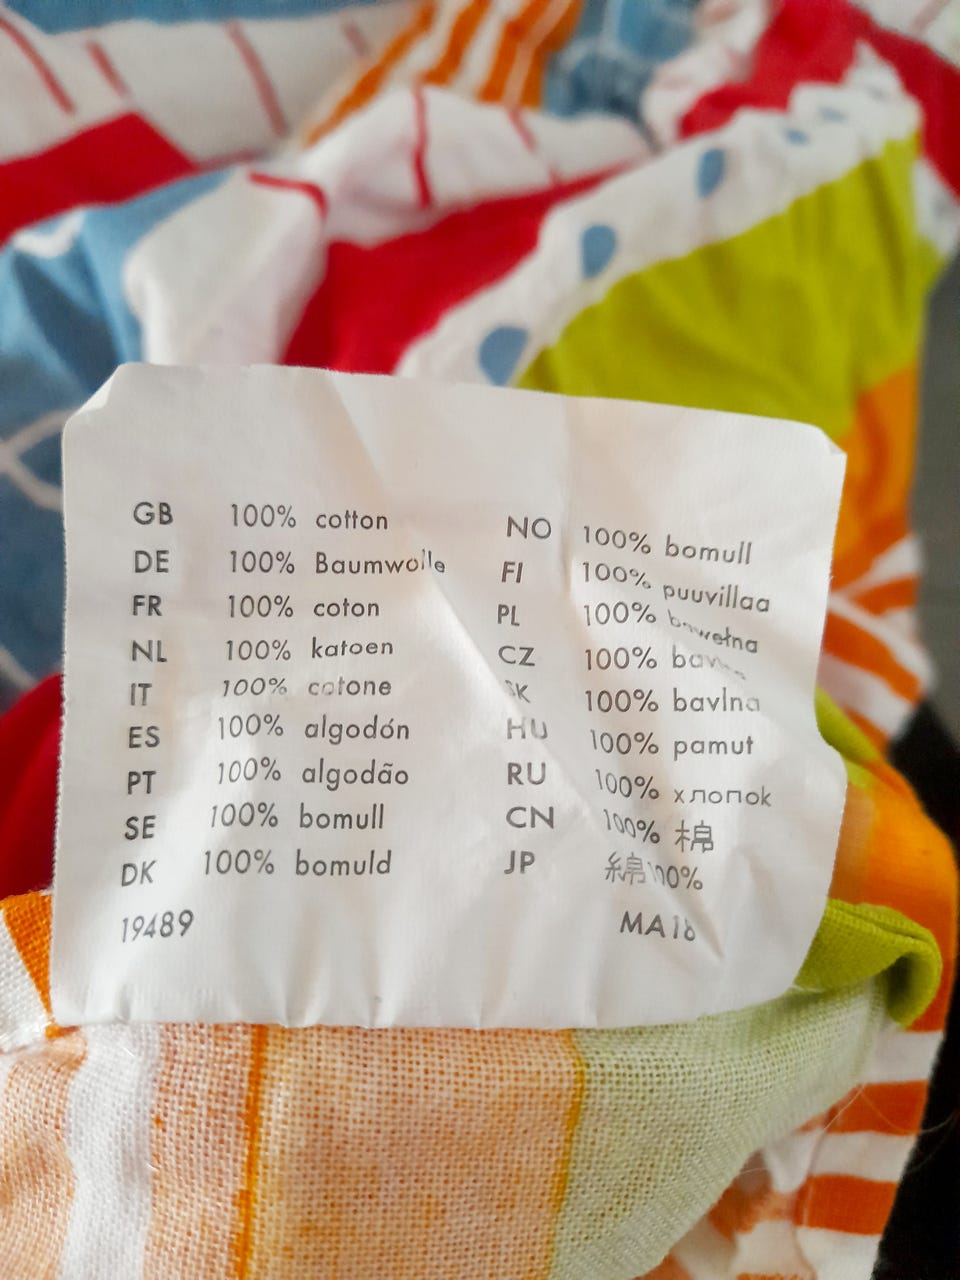 GB 100% cotton
DE 100% Baumwolle
FR 100% coton
NL 100% katoen
IT 100% cotone
ES 100% algodón
PT 100% algodão
SE 100% bomull
DK 100% bomuld
19489
NO 100% bomull
FI 100% puuvillaa
PL 100% bawełna
CZ 100%
SK 100% bavlna
HU 100% pamut
RU 100% хлопок
CN 100% 棉
JP 綿100%
MA18